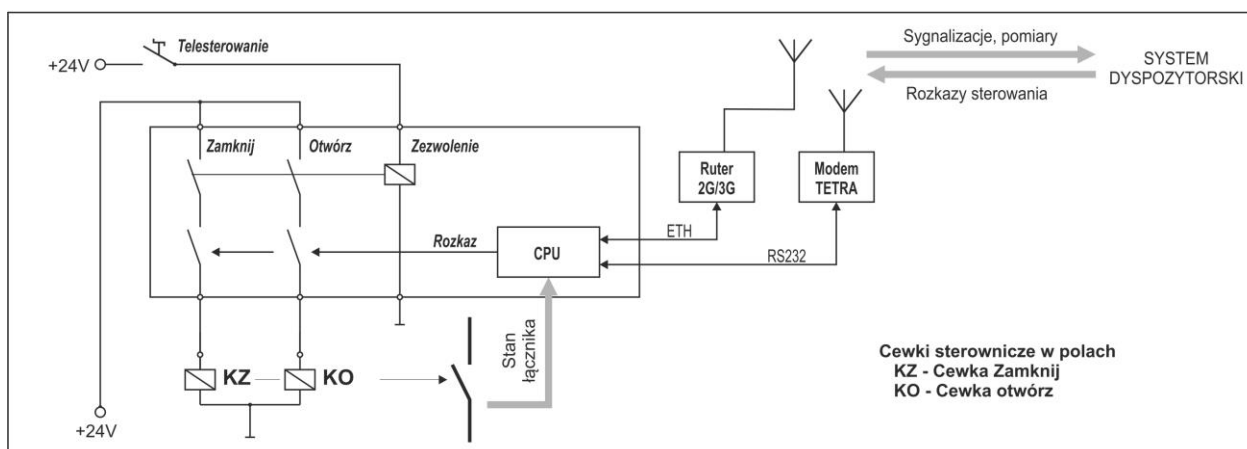 Telesterowanie
+24V
Sygnalizacje, pomiary
SYSTEM
DYSPOZYTORSKI
Rozkazy sterowania
Zamknij
Otwórz
Zezwolenie
Ruter
2G/3G
Modem
TETRA
Rozkaz
CPU
ETH
RS232
Stan
łącznika
KZ
KO
Cewki sterownicze w polach
KZ - Cewka Zamknij
KO - Cewka otwórz
+24V